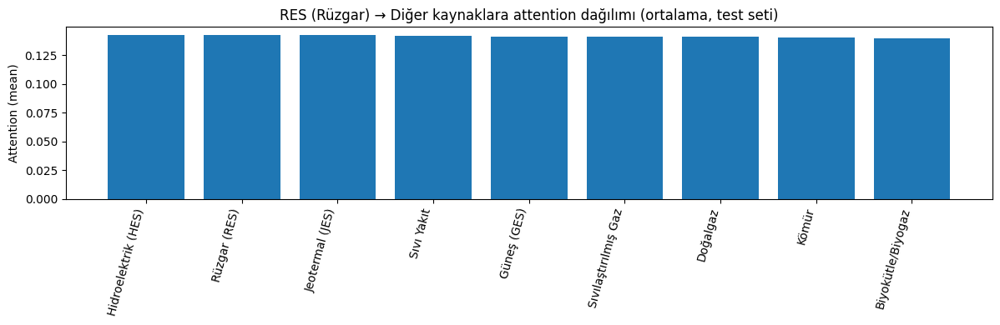 RES (Rüzgar) → Diğer kaynaklara attention dağılımı (ortalama, test seti)
Attention (mean)
0.125
0.100
0.075
0.050
0.025
0.000
Hidroelektrik (HES)
Rüzgar (RES)
Jeotermal (JES)
Sıvı Yakıt
Güneş (GES)
Sıvılaştırılmış Gaz
Doğalgaz
Kömür
Biyokütle/Biyogaz